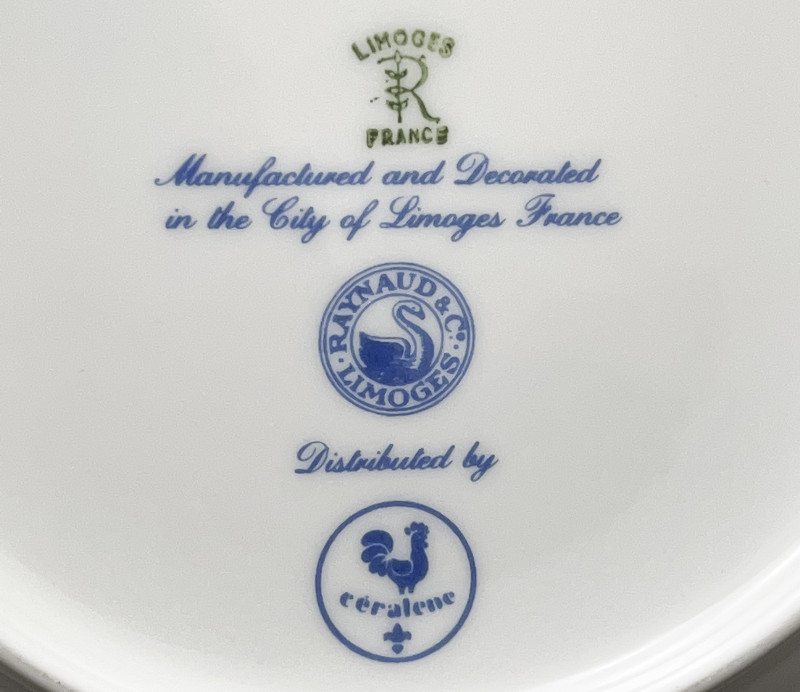 LIMOGES
R
FRANCE
Manufactured and Decorated
in the City of Limoges France
RAYNAUD & Cº
· LIMOGES ·
Distributed by
céralene